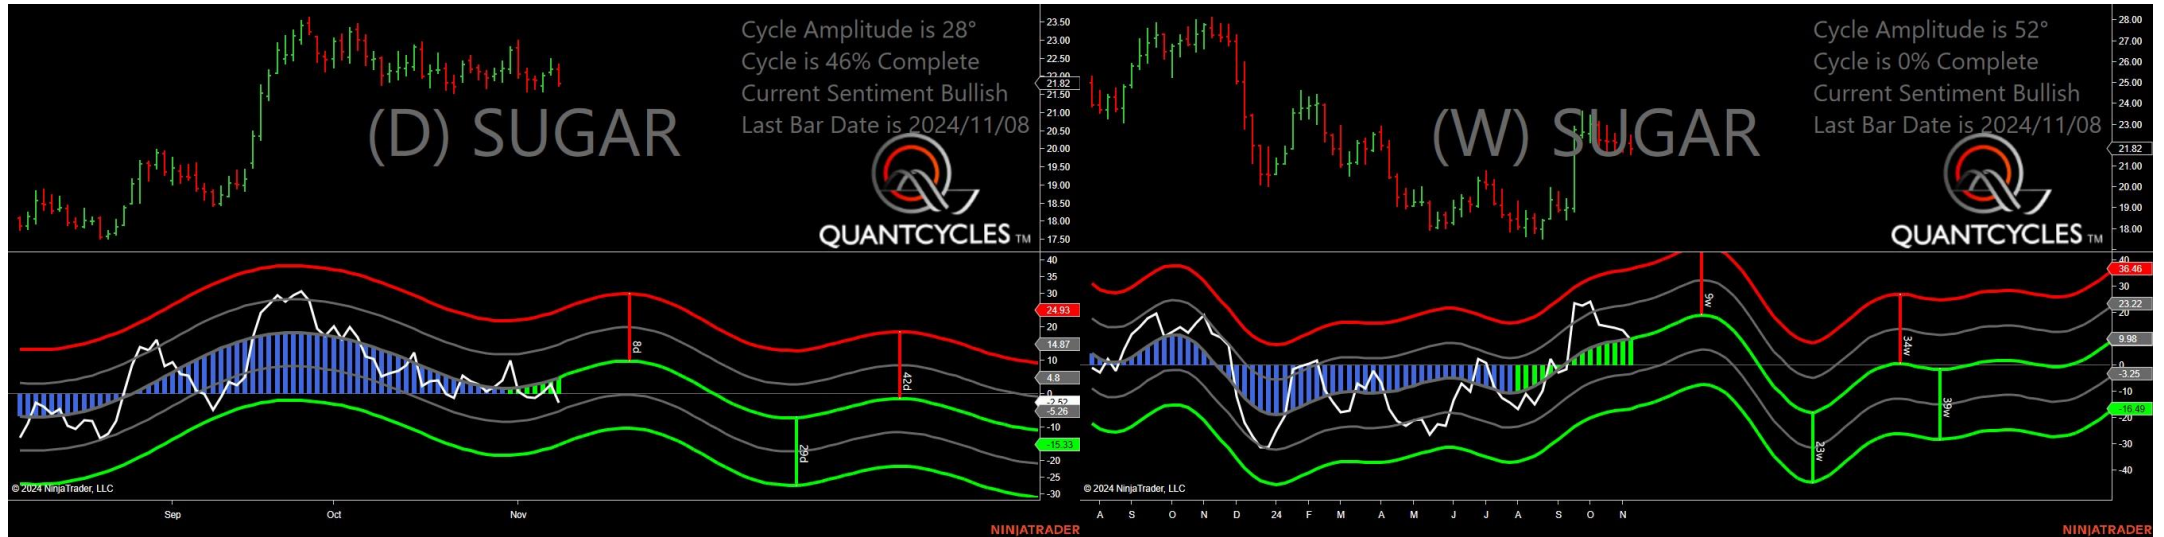 Cycle Amplitude is 28°
Cycle is 46% Complete
Current Sentiment Bullish
Last Bar Date is 2024/11/08
(D) SUGAR
QUANTCYCLES TM
23.50
23.00
22.50
22.00
21.82
21.50
21.00
20.50
20.00
19.50
19.00
18.50
18.00
17.50
40
35
30
24.93
20
14.87
10
4.8
0
-2.52
-5.26
-10
-15.33
-20
-25
-30
8d
29d
42d
© 2024 NinjaTrader, LLC
Sep Oct Nov
NINJATRADER
Cycle Amplitude is 52°
Cycle is 0% Complete
Current Sentiment Bullish
Last Bar Date is 2024/11/08
(W) SUGAR
QUANTCYCLES TM
28.00
27.00
26.00
25.00
24.00
23.00
21.82
21.00
20.00
19.00
18.00
40
36.46
30
23.22
20
9.98
0
-3.25
-10
-16.49
-20
-30
-40
9w
23w
34w
39w
© 2024 NinjaTrader, LLC
A S O N D 24 F M A M J J A S O N
NINJATRADER